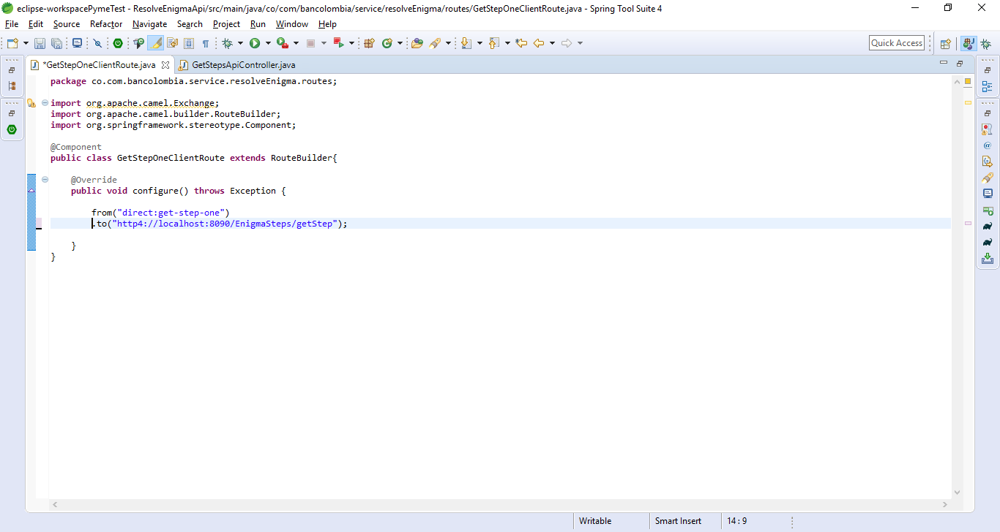 eclipse-workspacePymeTest - ResolveEnigmaApi/src/main/java/co/com/bancolombia/service/resolveEnigma/routes/GetStepOneClientRoute.java - Spring Tool Suite 4
File Edit Source Refactor Navigate Search Project Run Window Help
Quick Access
*GetStepOneClientRoute.java GetStepsApiController.java
package co.com.bancolombia.service.resolveEnigma.routes;
import org.apache.camel.Exchange;
import org.apache.camel.builder.RouteBuilder;
import org.springframework.stereotype.Component;
@Component
public class GetStepOneClientRoute extends RouteBuilder{
@Override
public void configure() throws Exception {
from("direct:get-step-one")
.to("http4://localhost:8090/EnigmaSteps/getStep");
}
}
Writable Smart Insert 14 : 9